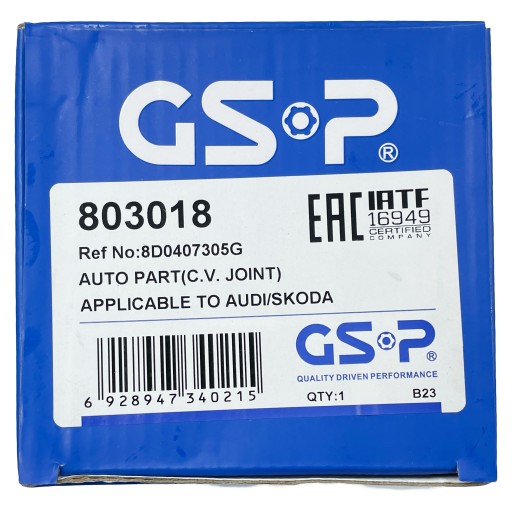 GSP®
803018
EAC IATF
16949
CERTIFIED
COMPANY
Ref No:8D0407305G
AUTO PART(C.V. JOINT)
APPLICABLE TO AUDI/SKODA
GSP®
QUALITY DRIVEN PERFORMANCE
6 928947 340215
QTY:1 B23